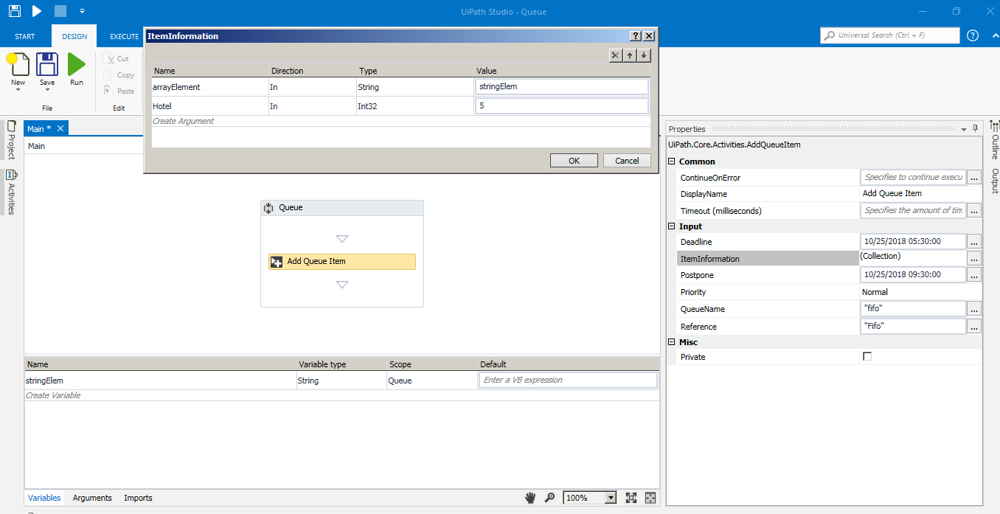 UiPath Studio - Queue
START DESIGN EXECUTE
Universal Search (Ctrl + F)
New
Save
Run
File
Cut
Copy
Paste
Edit
ItemInformation
Name Direction Type Value
arrayElement In String stringElem
Hotel In Int32 5
Create Argument
OK Cancel
Project
Activities
Main *
Main
Queue
Add Queue Item
Name Variable type Scope Default
stringElem String Queue Enter a VB expression
Create Variable
Variables Arguments Imports
100%
Properties
UiPath.Core.Activities.AddQueueItem
Common
ContinueOnError Specifies to continue execu ...
DisplayName Add Queue Item
Timeout (milliseconds) Specifies the amount of tim ...
Input
Deadline 10/25/2018 05:30:00 ...
ItemInformation (Collection) ...
Postpone 10/25/2018 09:30:00 ...
Priority Normal
QueueName "fifo" ...
Reference "Fifo" ...
Misc
Private
Outline
Output